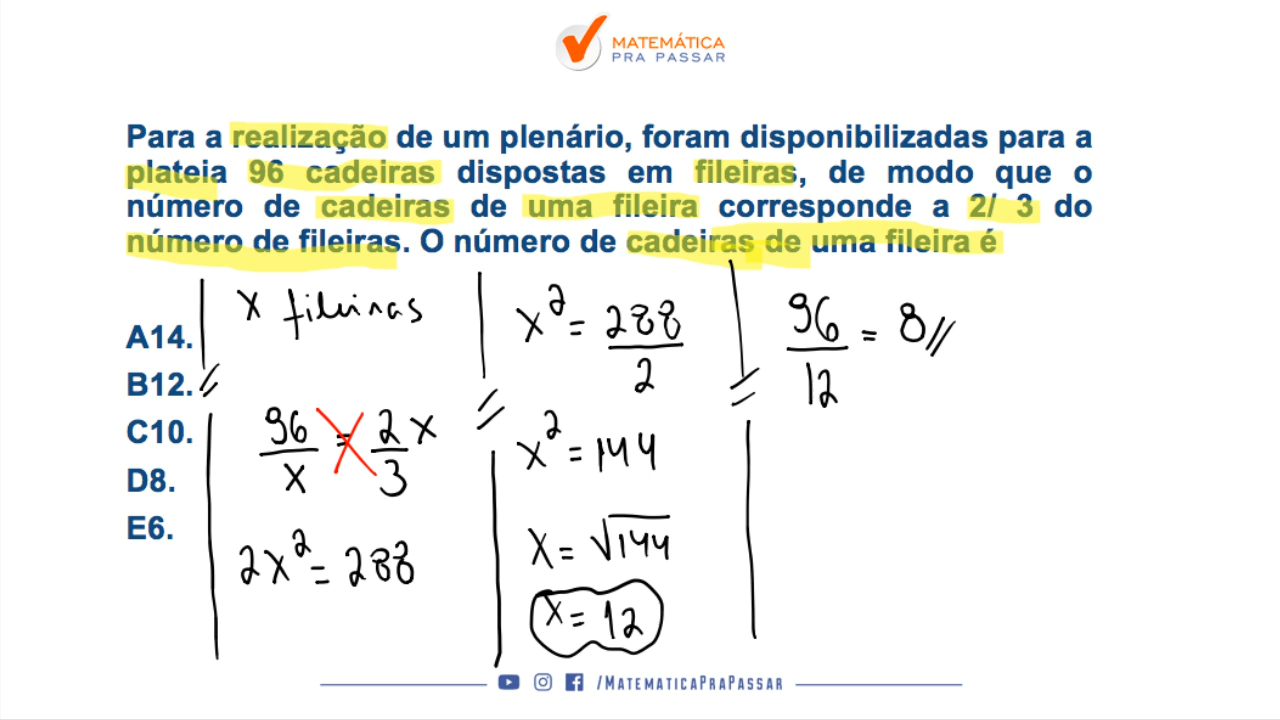 MATEMÁTICA
PRA PASSAR
Para a realização de um plenário, foram disponibilizadas para a
plateia 96 cadeiras dispostas em fileiras, de modo que o
número de cadeiras de uma fileira corresponde a 2/ 3 do
número de fileiras. O número de cadeiras de uma fileira é
A14.
B12.
C10.
D8.
E6.
x fileiras
96/x = 2/3 x
2x² = 288
x² = 288/2
x² = 144
x = √144
x = 12
96/12 = 8//
/MatematicaPraPassar